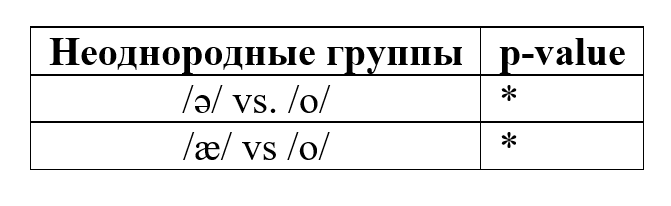 Неоднородные группы p-value
/ə/ vs. /o/ *
/æ/ vs /o/ *